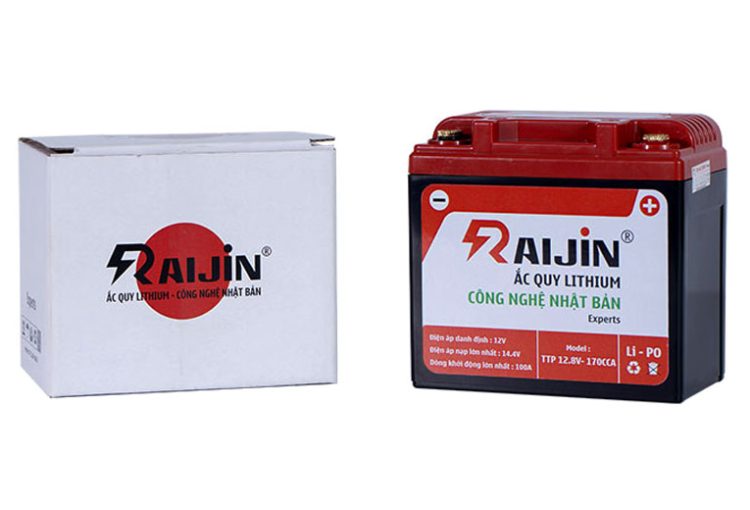 RAIJIN®
ẮC QUY LITHIUM - CÔNG NGHỆ NHẬT BẢN
Experts
RAIJIN®
ẮC QUY LITHIUM
CÔNG NGHỆ NHẬT BẢN
Experts
Điện áp danh định : 12V
Điện áp nạp lớn nhất : 14.4V
Dòng khởi động lớn nhất : 100A
Model :
TTP 12.8V- 170CCA
Li - PO